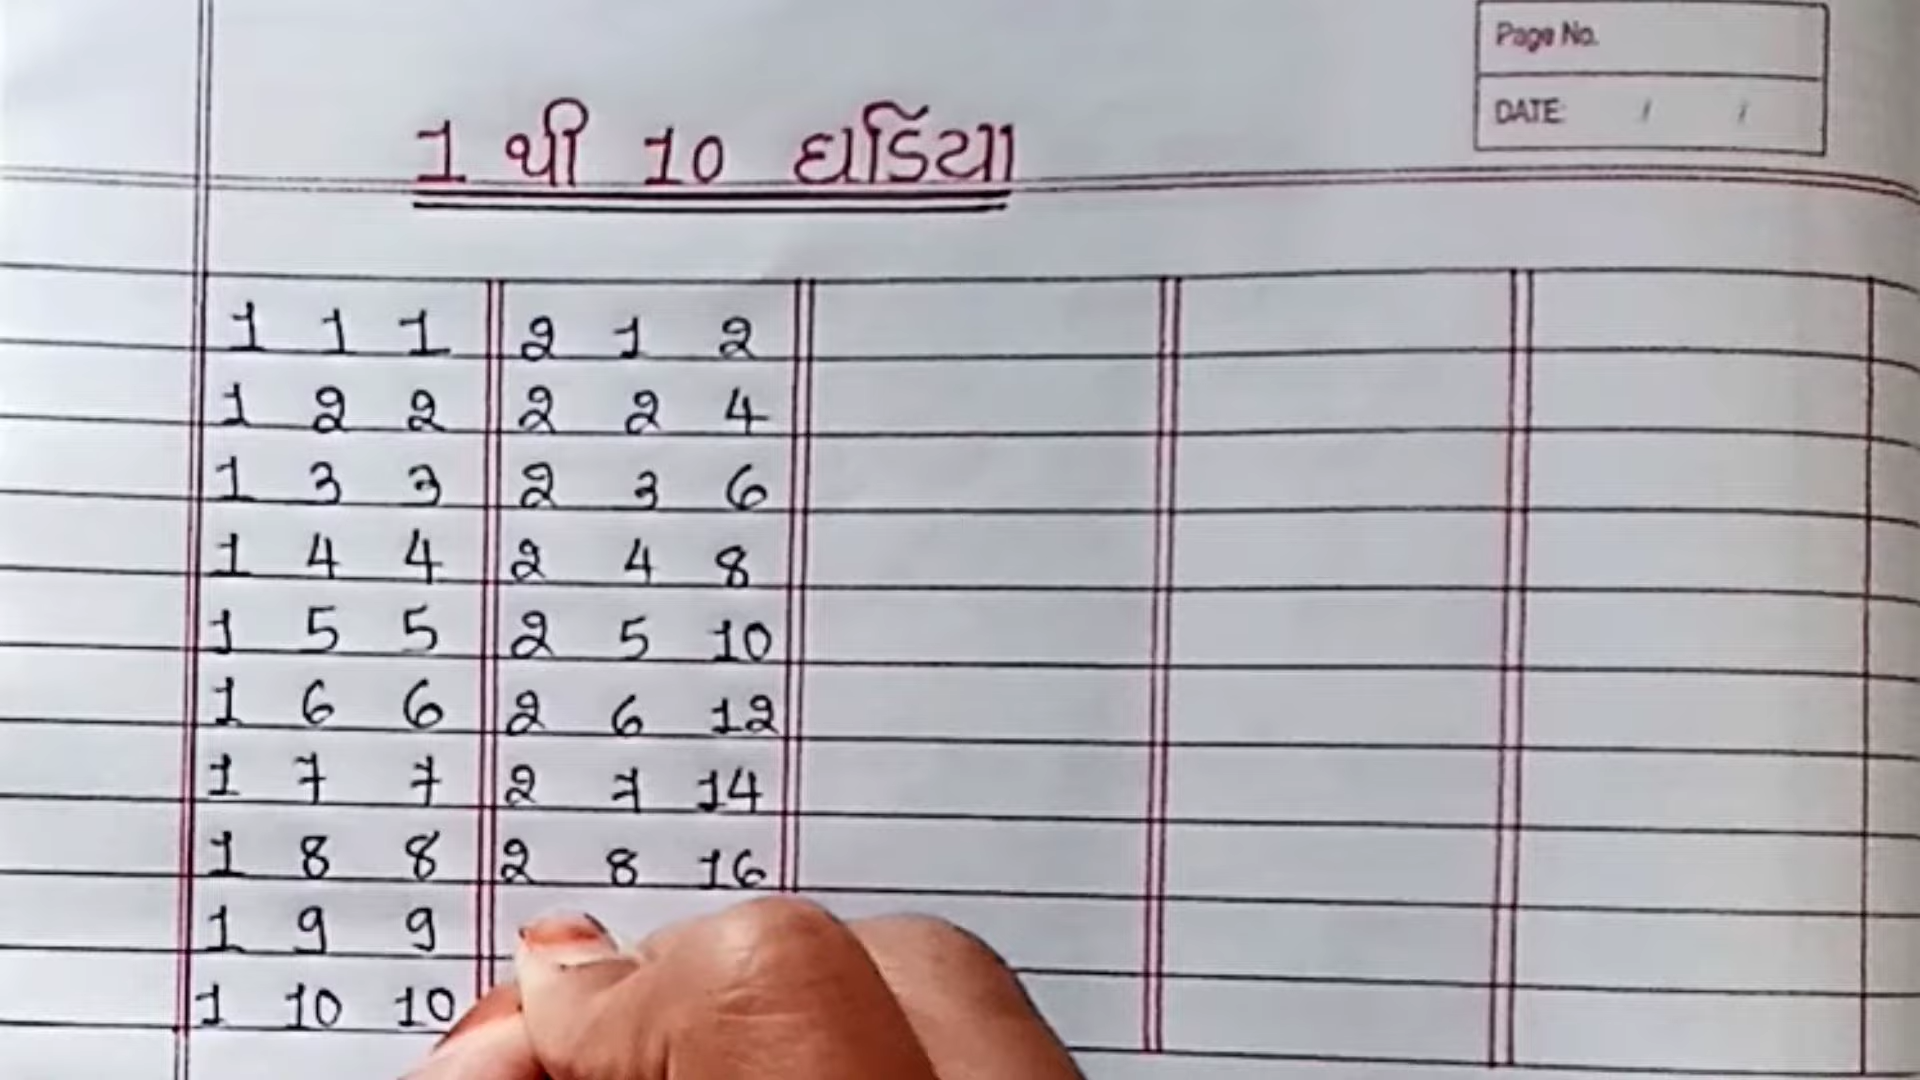 Page No.
DATE: / /
1 થી 10 ઘડિયા
1 1 1 2 1 2
1 2 2 2 2 4
1 3 3 2 3 6
1 4 4 2 4 8
1 5 5 2 5 10
1 6 6 2 6 12
1 7 7 2 7 14
1 8 8 2 8 16
1 9 9
1 10 10